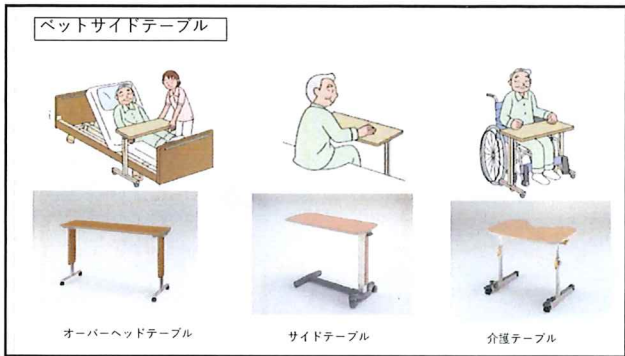 ペットサイドテーブル
オーバーヘッドテーブル
サイドテーブル
介護テーブル